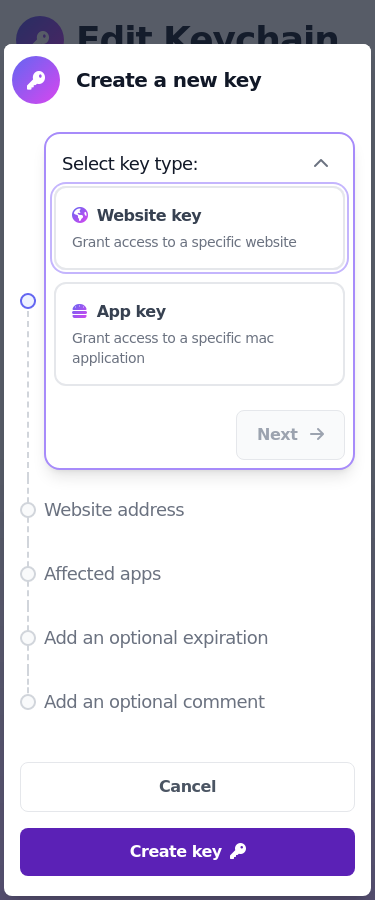 Edit Keychain
Create a new key
Select key type:
Website key
Grant access to a specific website
App key
Grant access to a specific mac
application
Next
Website address
Affected apps
Add an optional expiration
Add an optional comment
Cancel
Create key